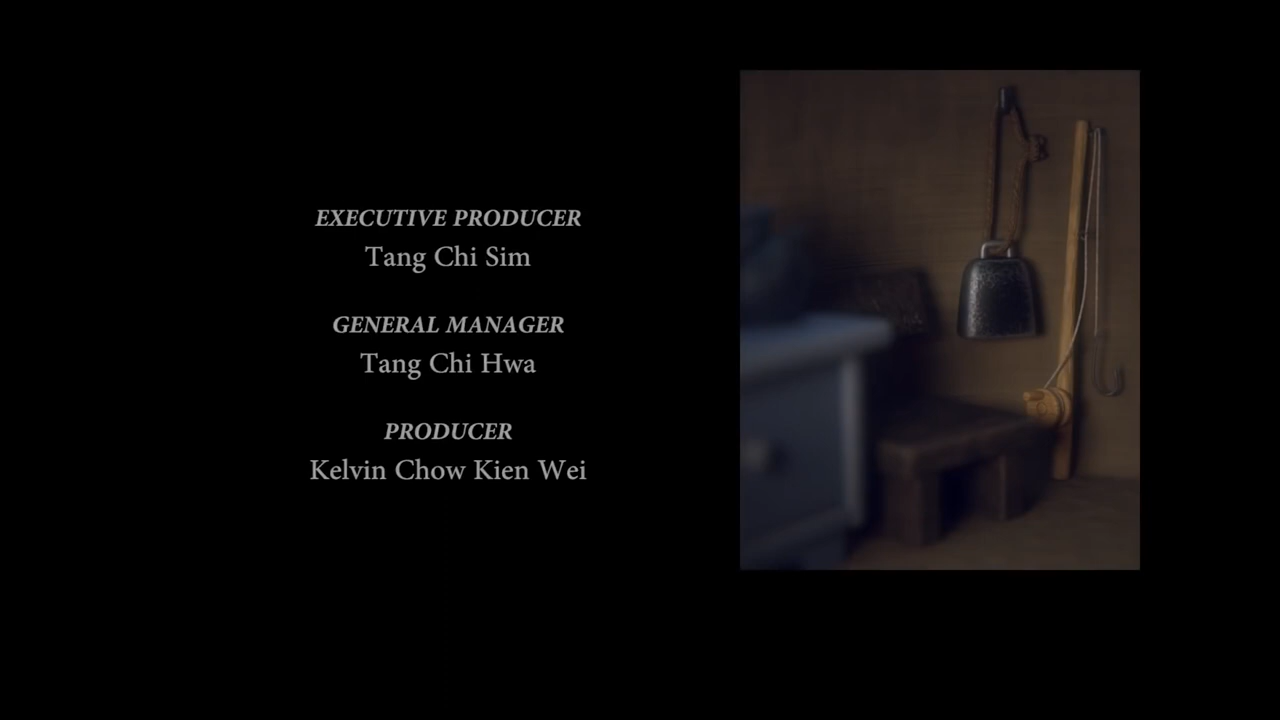 EXECUTIVE PRODUCER
Tang Chi Sim
GENERAL MANAGER
Tang Chi Hwa
PRODUCER
Kelvin Chow Kien Wei